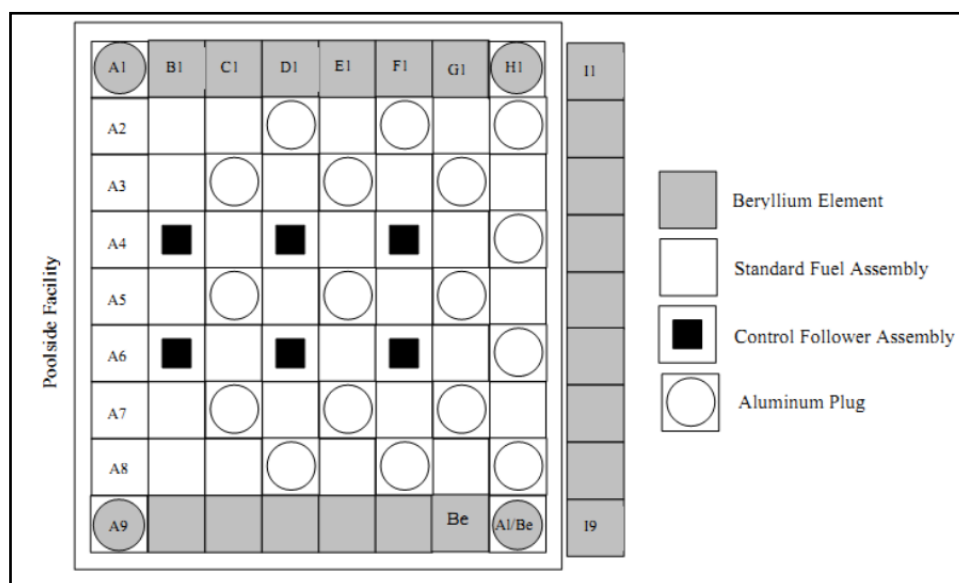 A1 B1 C1 D1 E1 F1 G1 H1 I1
A2
A3
A4
A5
A6
A7
A8
A9 Be Al/Be I9
Poolside Facility
Beryllium Element
Standard Fuel Assembly
Control Follower Assembly
Aluminum Plug